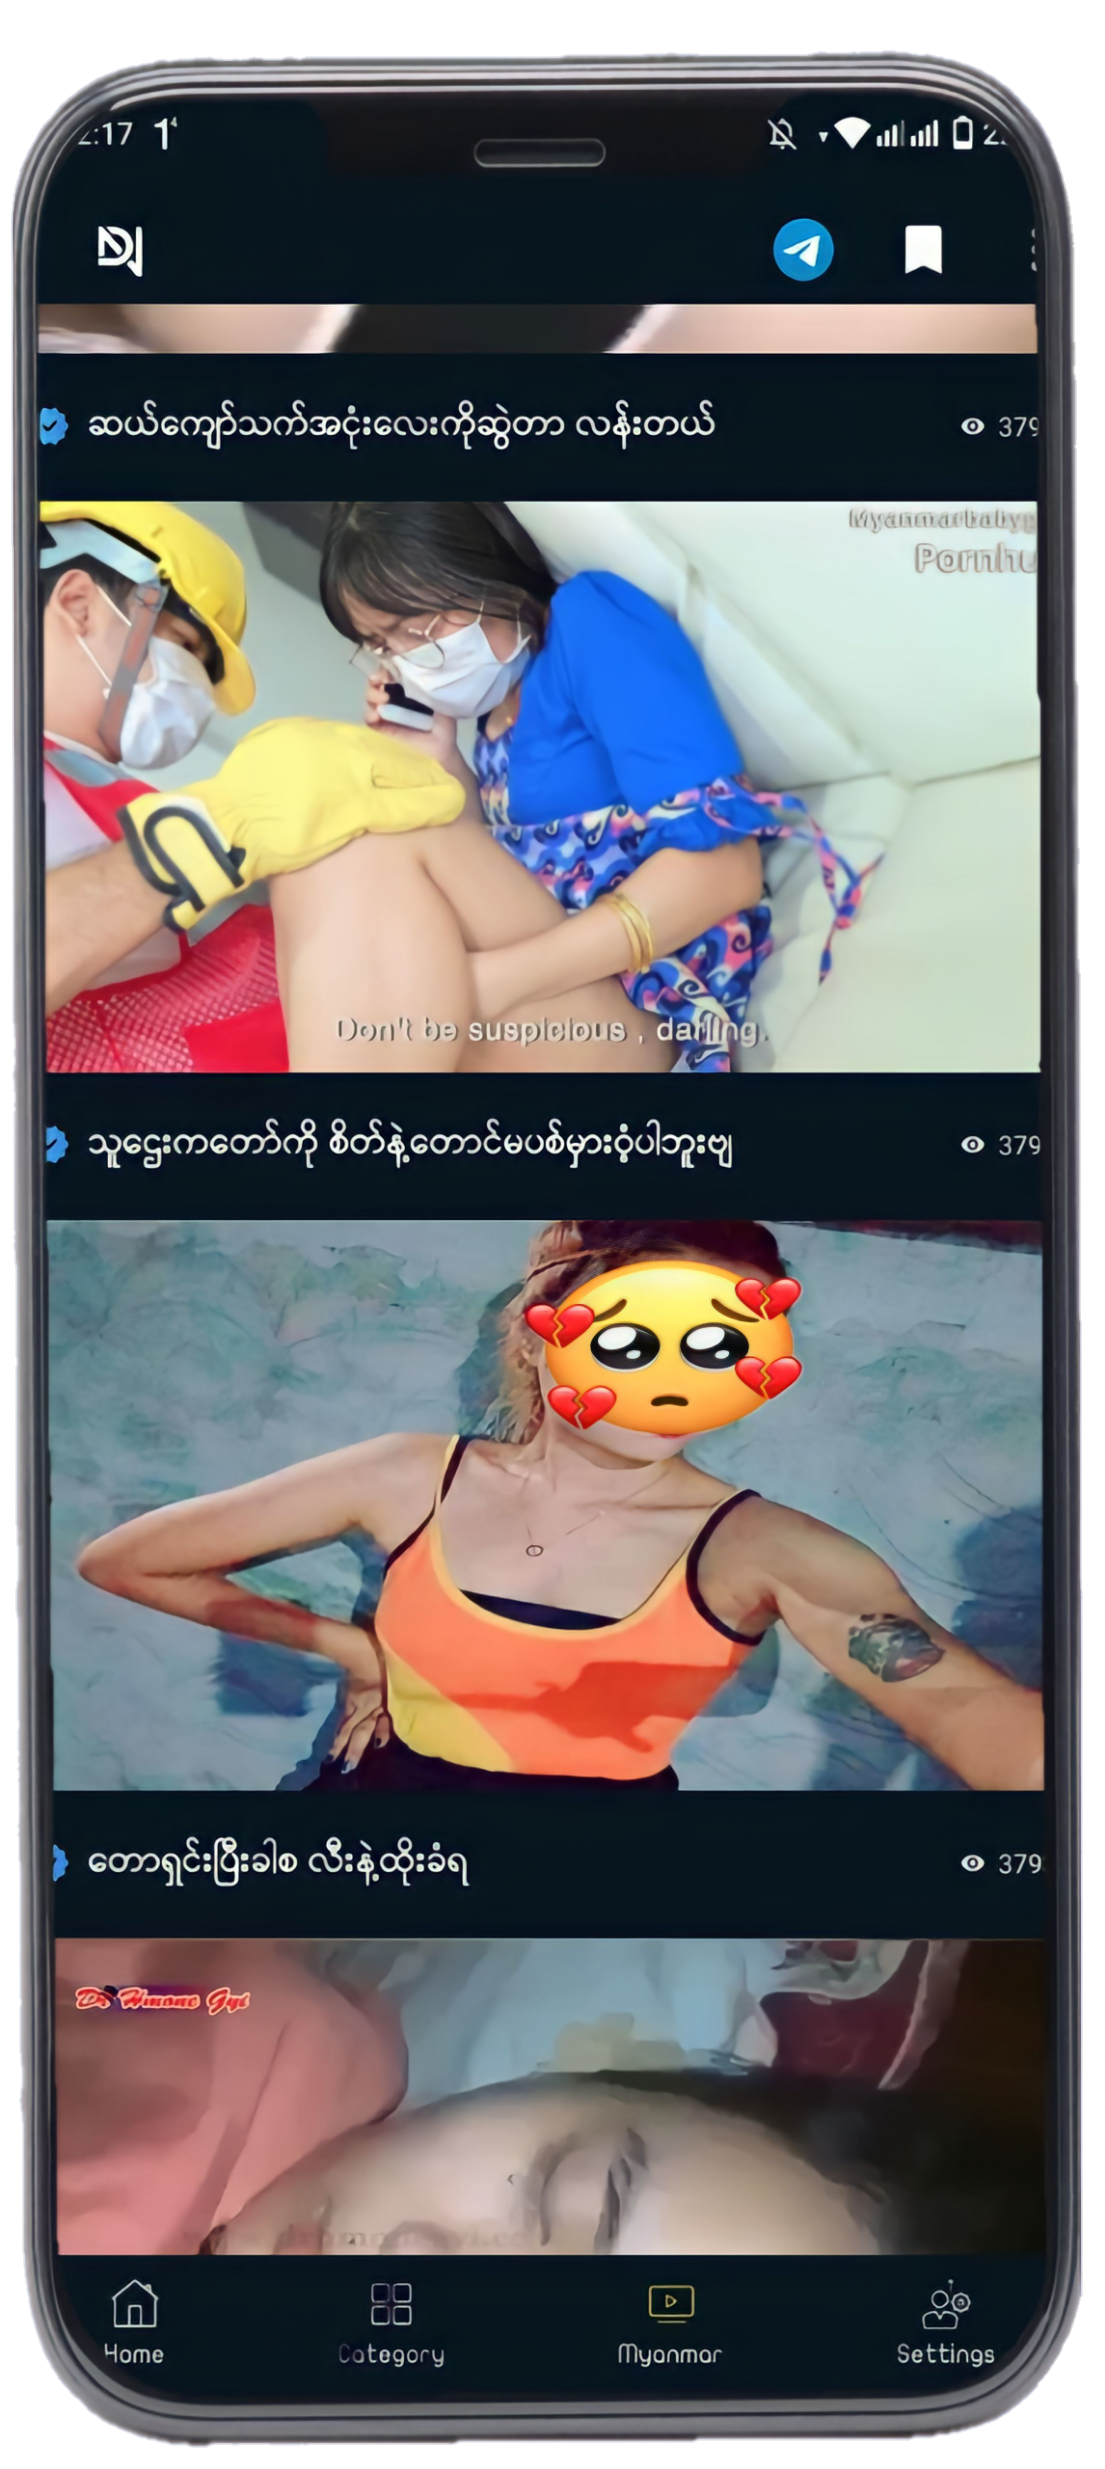 2:17
DJ
ဆယ်ကျော်သက်အငုံးလေးကိုဆွဲတာ လန်းတယ် 379
Myanmarbabyg
Pornhu
Don't be suspicious , darling.
သူဌေးကတော်ကို စိတ်နဲ့တောင်မပစ်မှားဝံ့ပါဘူးဗျ 379
တောရှင်းပြီးခါစ လီးနဲ့ထိုးခံရ 379
Dr Hmone Gyi
Home
Category
Myanmar
Settings